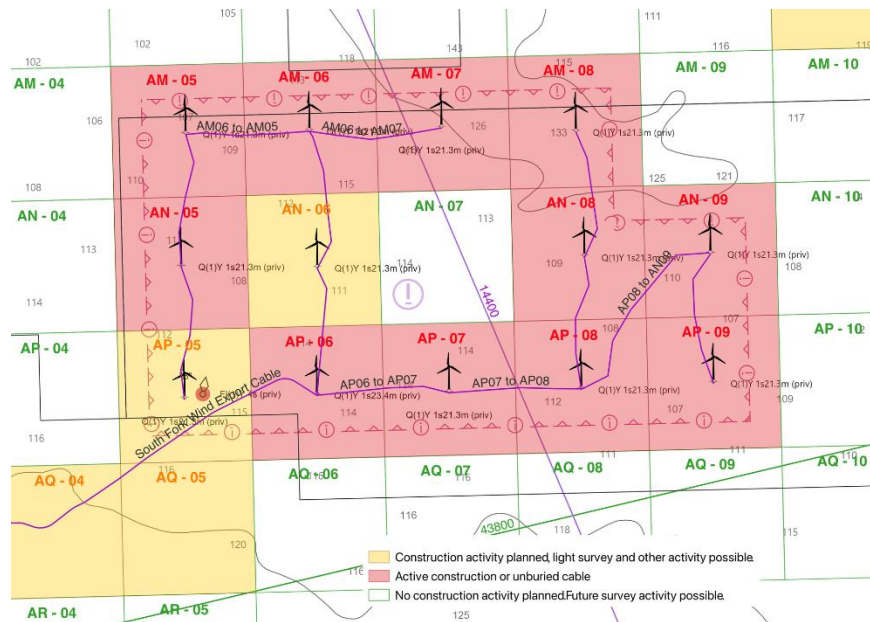 105
111
102
102
118
143
115
116
119
AM - 04
AM - 05
AM - 06
AM - 07
AM - 08
AM - 09
AM - 10
106
AM06 to AM05
AM06 to AM07
126
133
117
Q(1)Y 1s21.3m (priv)
109
Q(1)Y 1s21.3m (priv)
108
110
115
125
121
AN - 04
AN - 05
AN - 06
AN - 07
AN - 08
AN - 09
AN - 10
113
113
114
108
111
109
110
108
Q(1)Y 1s21.3m (priv)
Q(1)Y 1s21.3m (priv)
Q(1)Y 1s21.3m (priv)
AP08 to AN09
14400
114
112
108
107
AP - 04
AP - 05
AP - 06
AP - 07
AP - 08
AP - 09
AP - 10
114
AP06 to AP07
AP07 to AP08
Q(1)Y 1s23.4m (priv)
Q(1)Y 1s21.3m (priv)
Q(1)Y 1s21.3m (priv)
South Fork Wind Export Cable
115
114
112
107
109
Q(1)Y 1s21.3m (priv)
116
116
111
111
110
AQ - 04
AQ - 05
AQ - 06
AQ - 07
AQ - 08
AQ - 09
AQ - 10
116
116
43800
118
115
120
116
125
Construction activity planned, light survey and other activity possible.
Active construction or unburied cable
No construction activity planned.Future survey activity possible.
AR - 04
AR - 05